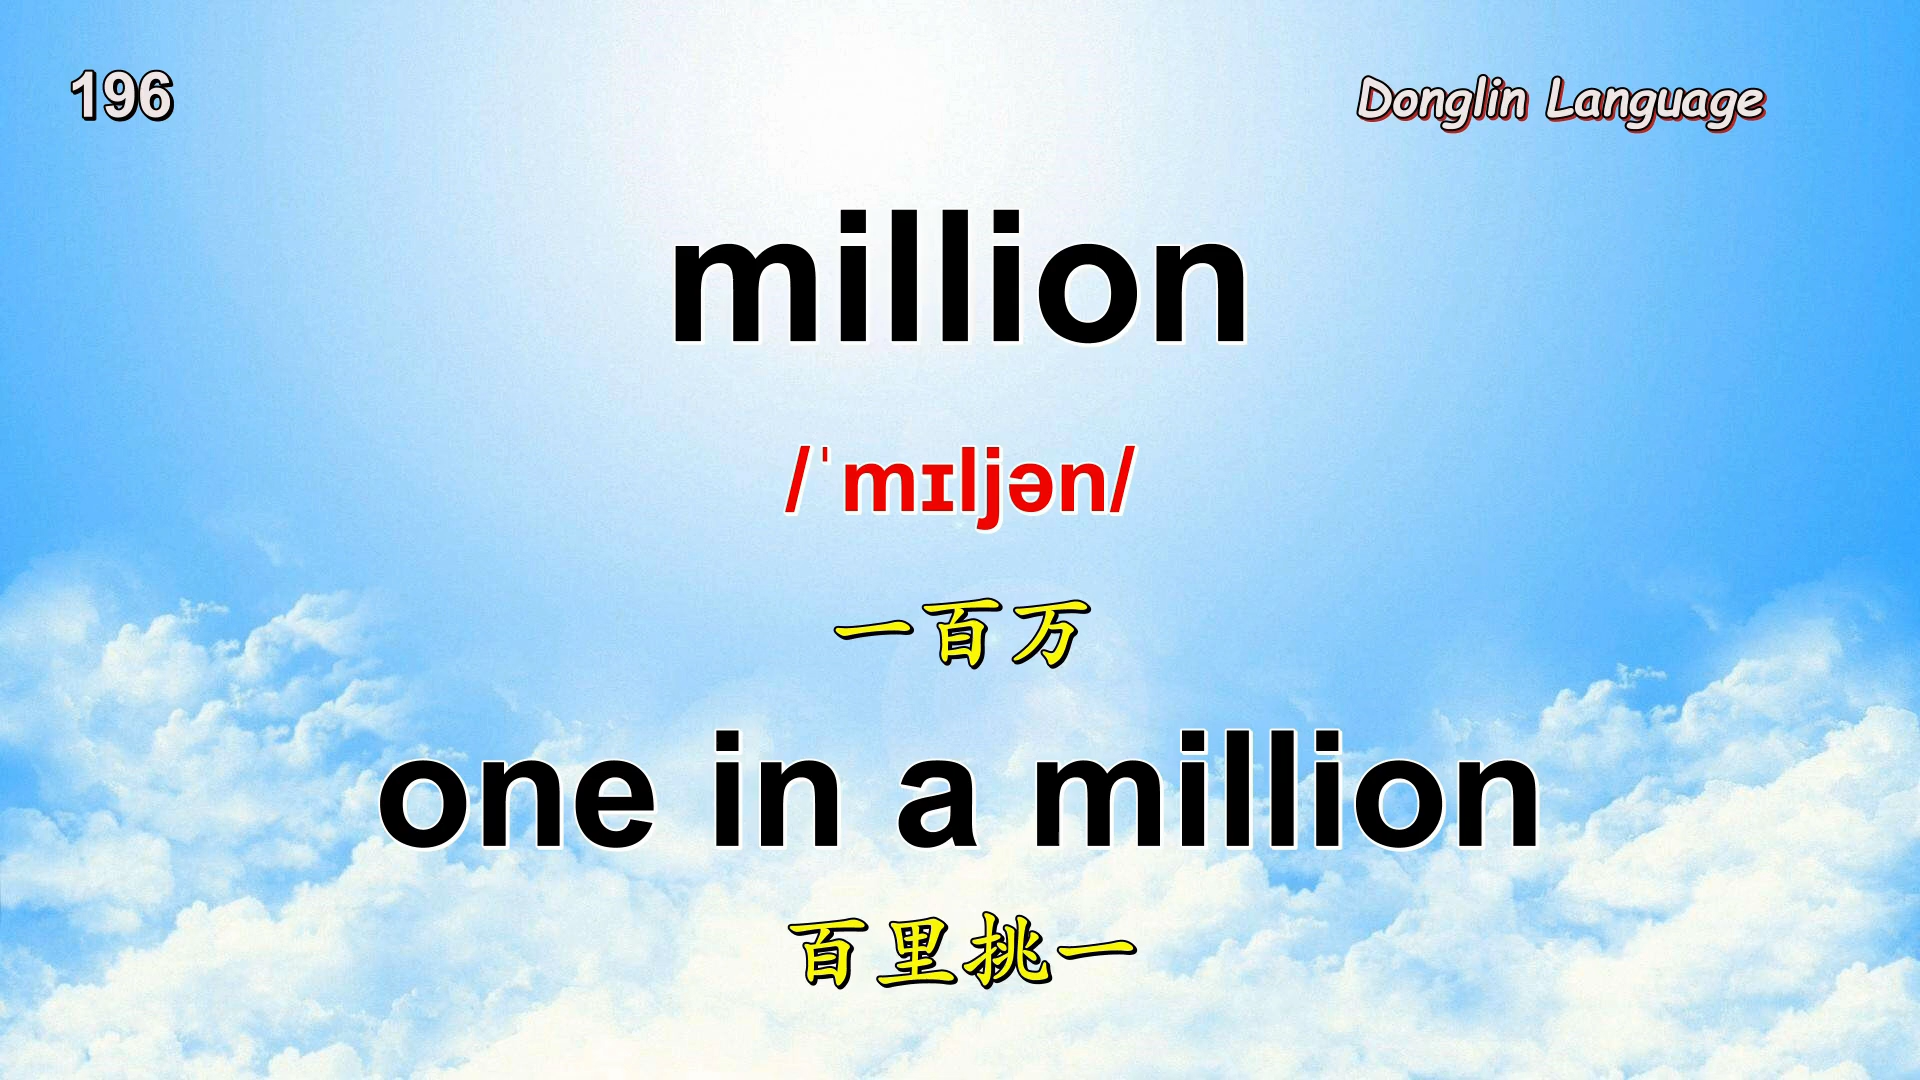 196
Donglin Language
million
/ˈmɪljən/
一百万
one in a million
百里挑一